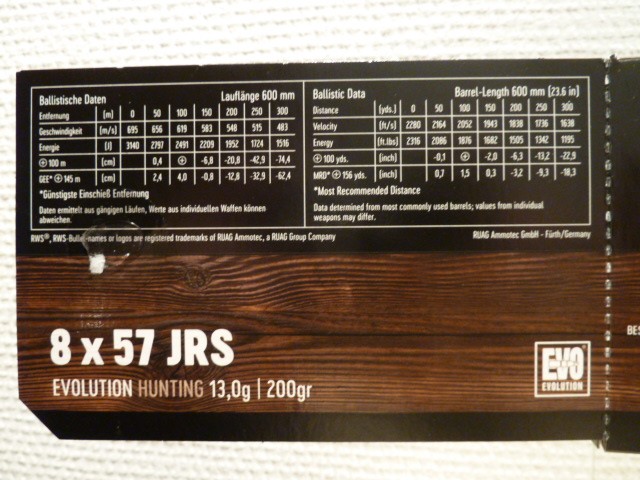 Ballistische Daten Lauflänge 600 mm
Entfernung [m] 0 50 100 150 200 250 300
Geschwindigkeit [m/s] 695 656 619 583 548 515 483
Energie [J] 3140 2797 2491 2209 1952 1724 1516
⊕ 100 m [cm] 0,4 ⊕ -6,8 -20,8 -42,9 -74,4
GEE* ⊕ 145 m [cm] 2,4 4,0 -0,8 -12,8 -32,9 -62,4
*Günstigste Einschieß Entfernung
Daten ermittelt aus gängigen Läufen, Werte aus individuellen Waffen können
abweichen.
Ballistic Data Barrel-Length 600 mm (23.6 in)
Distance [yds.] 0 50 100 150 200 250 300
Velocity [ft/s] 2280 2164 2052 1943 1838 1736 1638
Energy [ft.lbs] 2316 2086 1876 1682 1505 1342 1195
⊕ 100 yds. [inch] -0,1 ⊕ -2,0 -6,3 -13,2 -22,9
MRD* ⊕ 156 yds. [inch] 0,7 1,5 0,3 -3,2 -9,3 -18,3
*Most Recommended Distance
Data determined from most commonly used barrels; values from individual
weapons may differ.
RWS®, RWS-Bullet-names or logos are registered trademarks of RUAG Ammotec, a RUAG Group Company
RUAG Ammotec GmbH - Fürth/Germany
8 x 57 JRS
EVOLUTION HUNTING 13,0g | 200gr
EVO
EVOLUTION